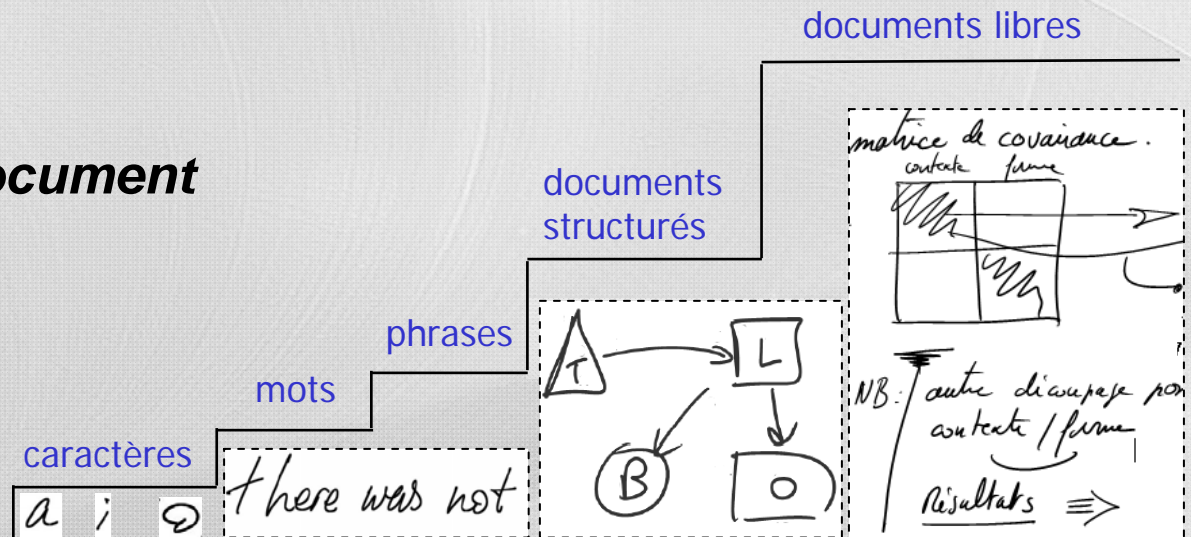 documents libres
ocument
documents
structurés
phrases
mots
caractères
a i
there was not
T
L
B
O
matrice de covariance.
contexte forme
NB: autre découpage
contexte / forme
Résultats ⇒